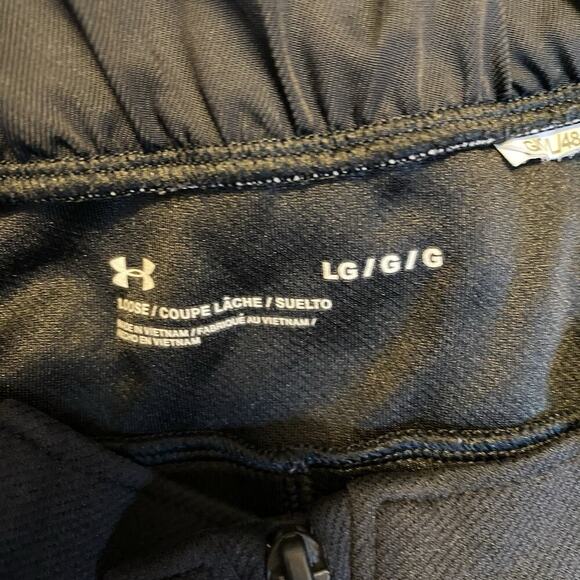 LG / G / G
LOOSE / COUPE LÂCHE / SUELTO
MADE IN VIETNAM / FABRIQUÉ AU VIETNAM /
HECHO EN VIETNAM